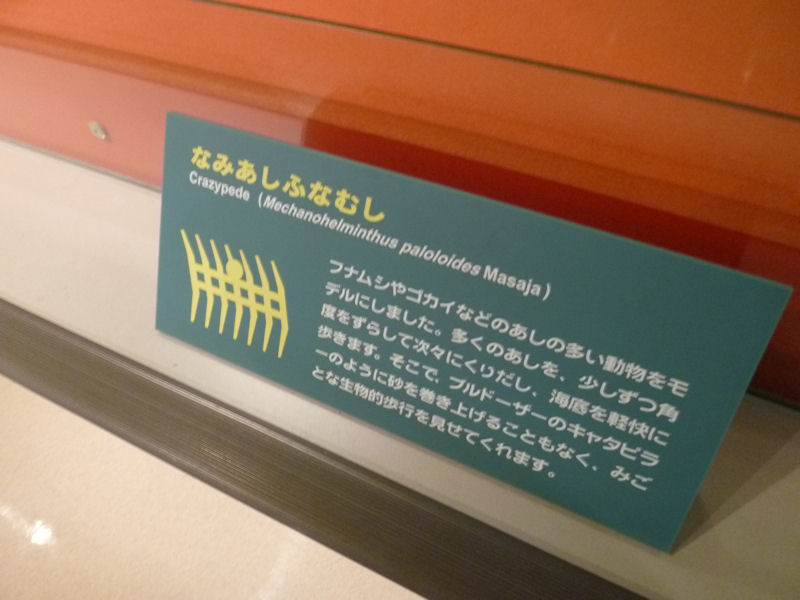 なみあしふなむし
Crazypede (Mechanohelminthus paloloides Masaja)
フナムシやゴカイなどのあしの多い動物をモ
デルにしました。多くのあしを、少しずつ角
度をずらして次々にくりだし、海底を軽快に
歩きます。そこで、ブルドーザーのキャタピラ
ーのように砂を巻き上げることもなく、みご
とな生物的歩行を見せてくれます。